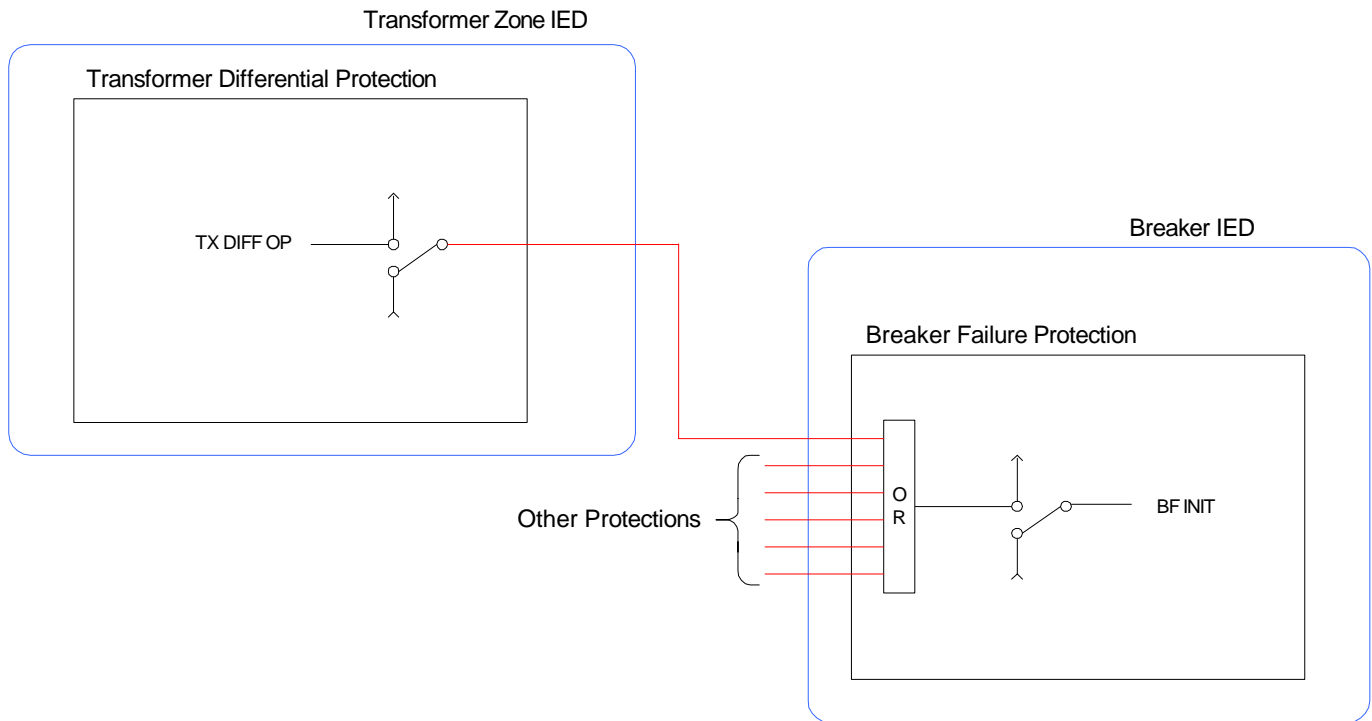 Transformer Zone IED
Transformer Differential Protection
TX DIFF OP
Breaker IED
Breaker Failure Protection
Other Protections
O
R
BF INIT